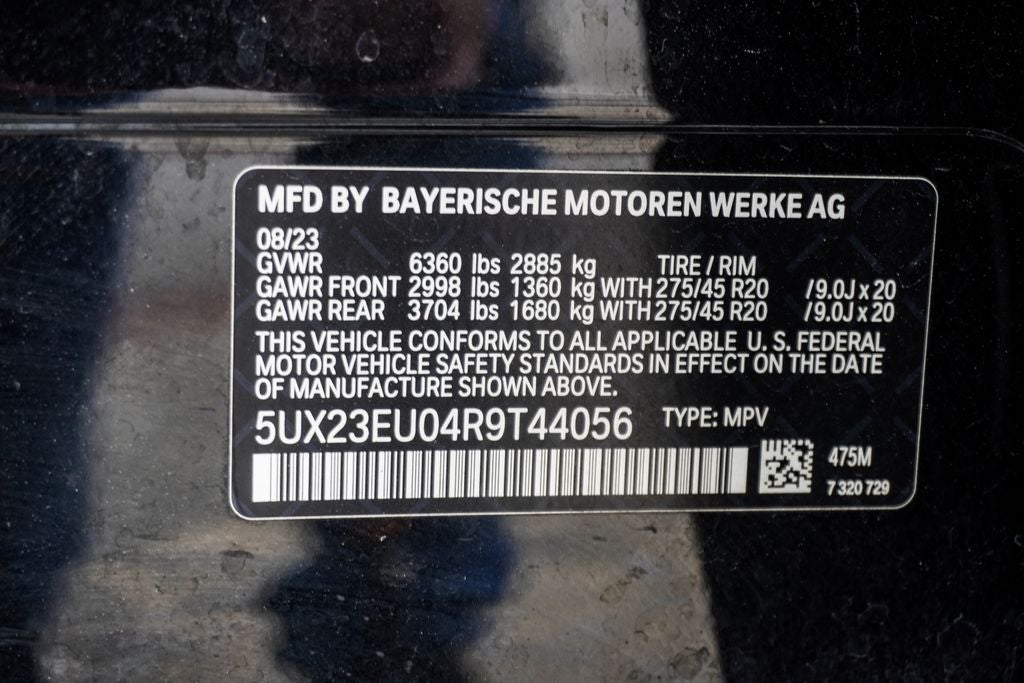 MFD BY BAYERISCHE MOTOREN WERKE AG
08/23
GVWR 6360 lbs 2885 kg TIRE / RIM
GAWR FRONT 2998 lbs 1360 kg WITH 275/45 R20 /9.0J x 20
GAWR REAR 3704 lbs 1680 kg WITH 275/45 R20 /9.0J x 20
THIS VEHICLE CONFORMS TO ALL APPLICABLE U. S. FEDERAL
MOTOR VEHICLE SAFETY STANDARDS IN EFFECT ON THE DATE
OF MANUFACTURE SHOWN ABOVE.
5UX23EU04R9T44056 TYPE: MPV
475M
7 320 729